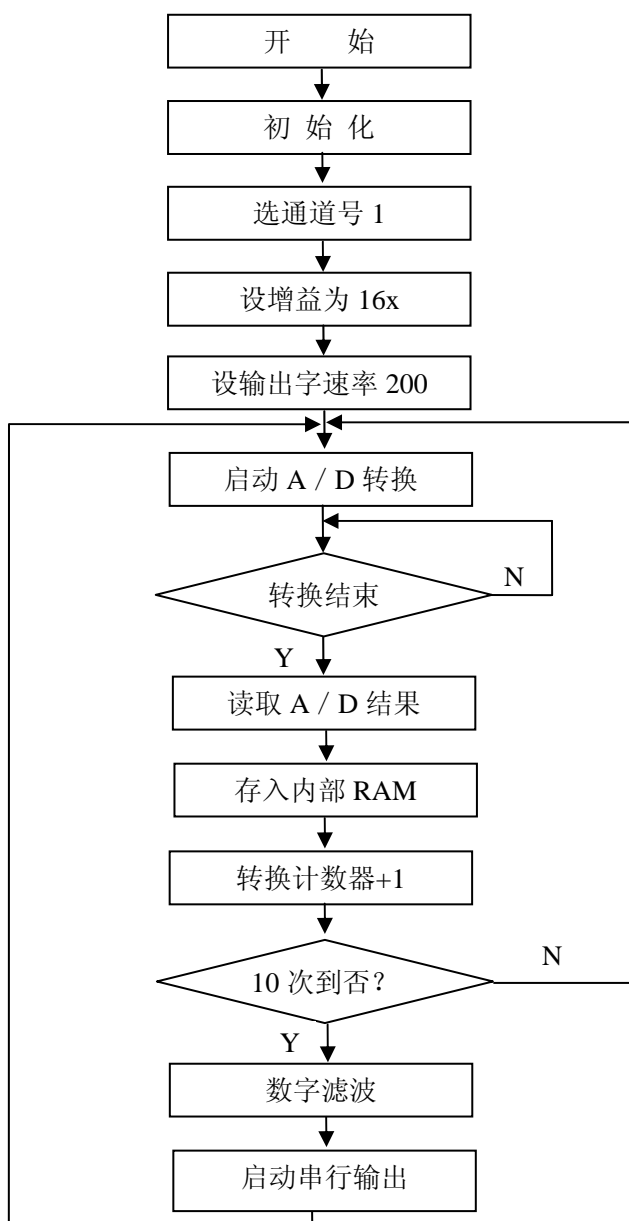 开 始
初 始 化
选通道号 1
设增益为 16x
设输出字速率 200
启动 A / D 转换
转换结束
N
Y
读取 A / D 结果
存入内部 RAM
转换计数器+1
10 次到否？
N
Y
数字滤波
启动串行输出